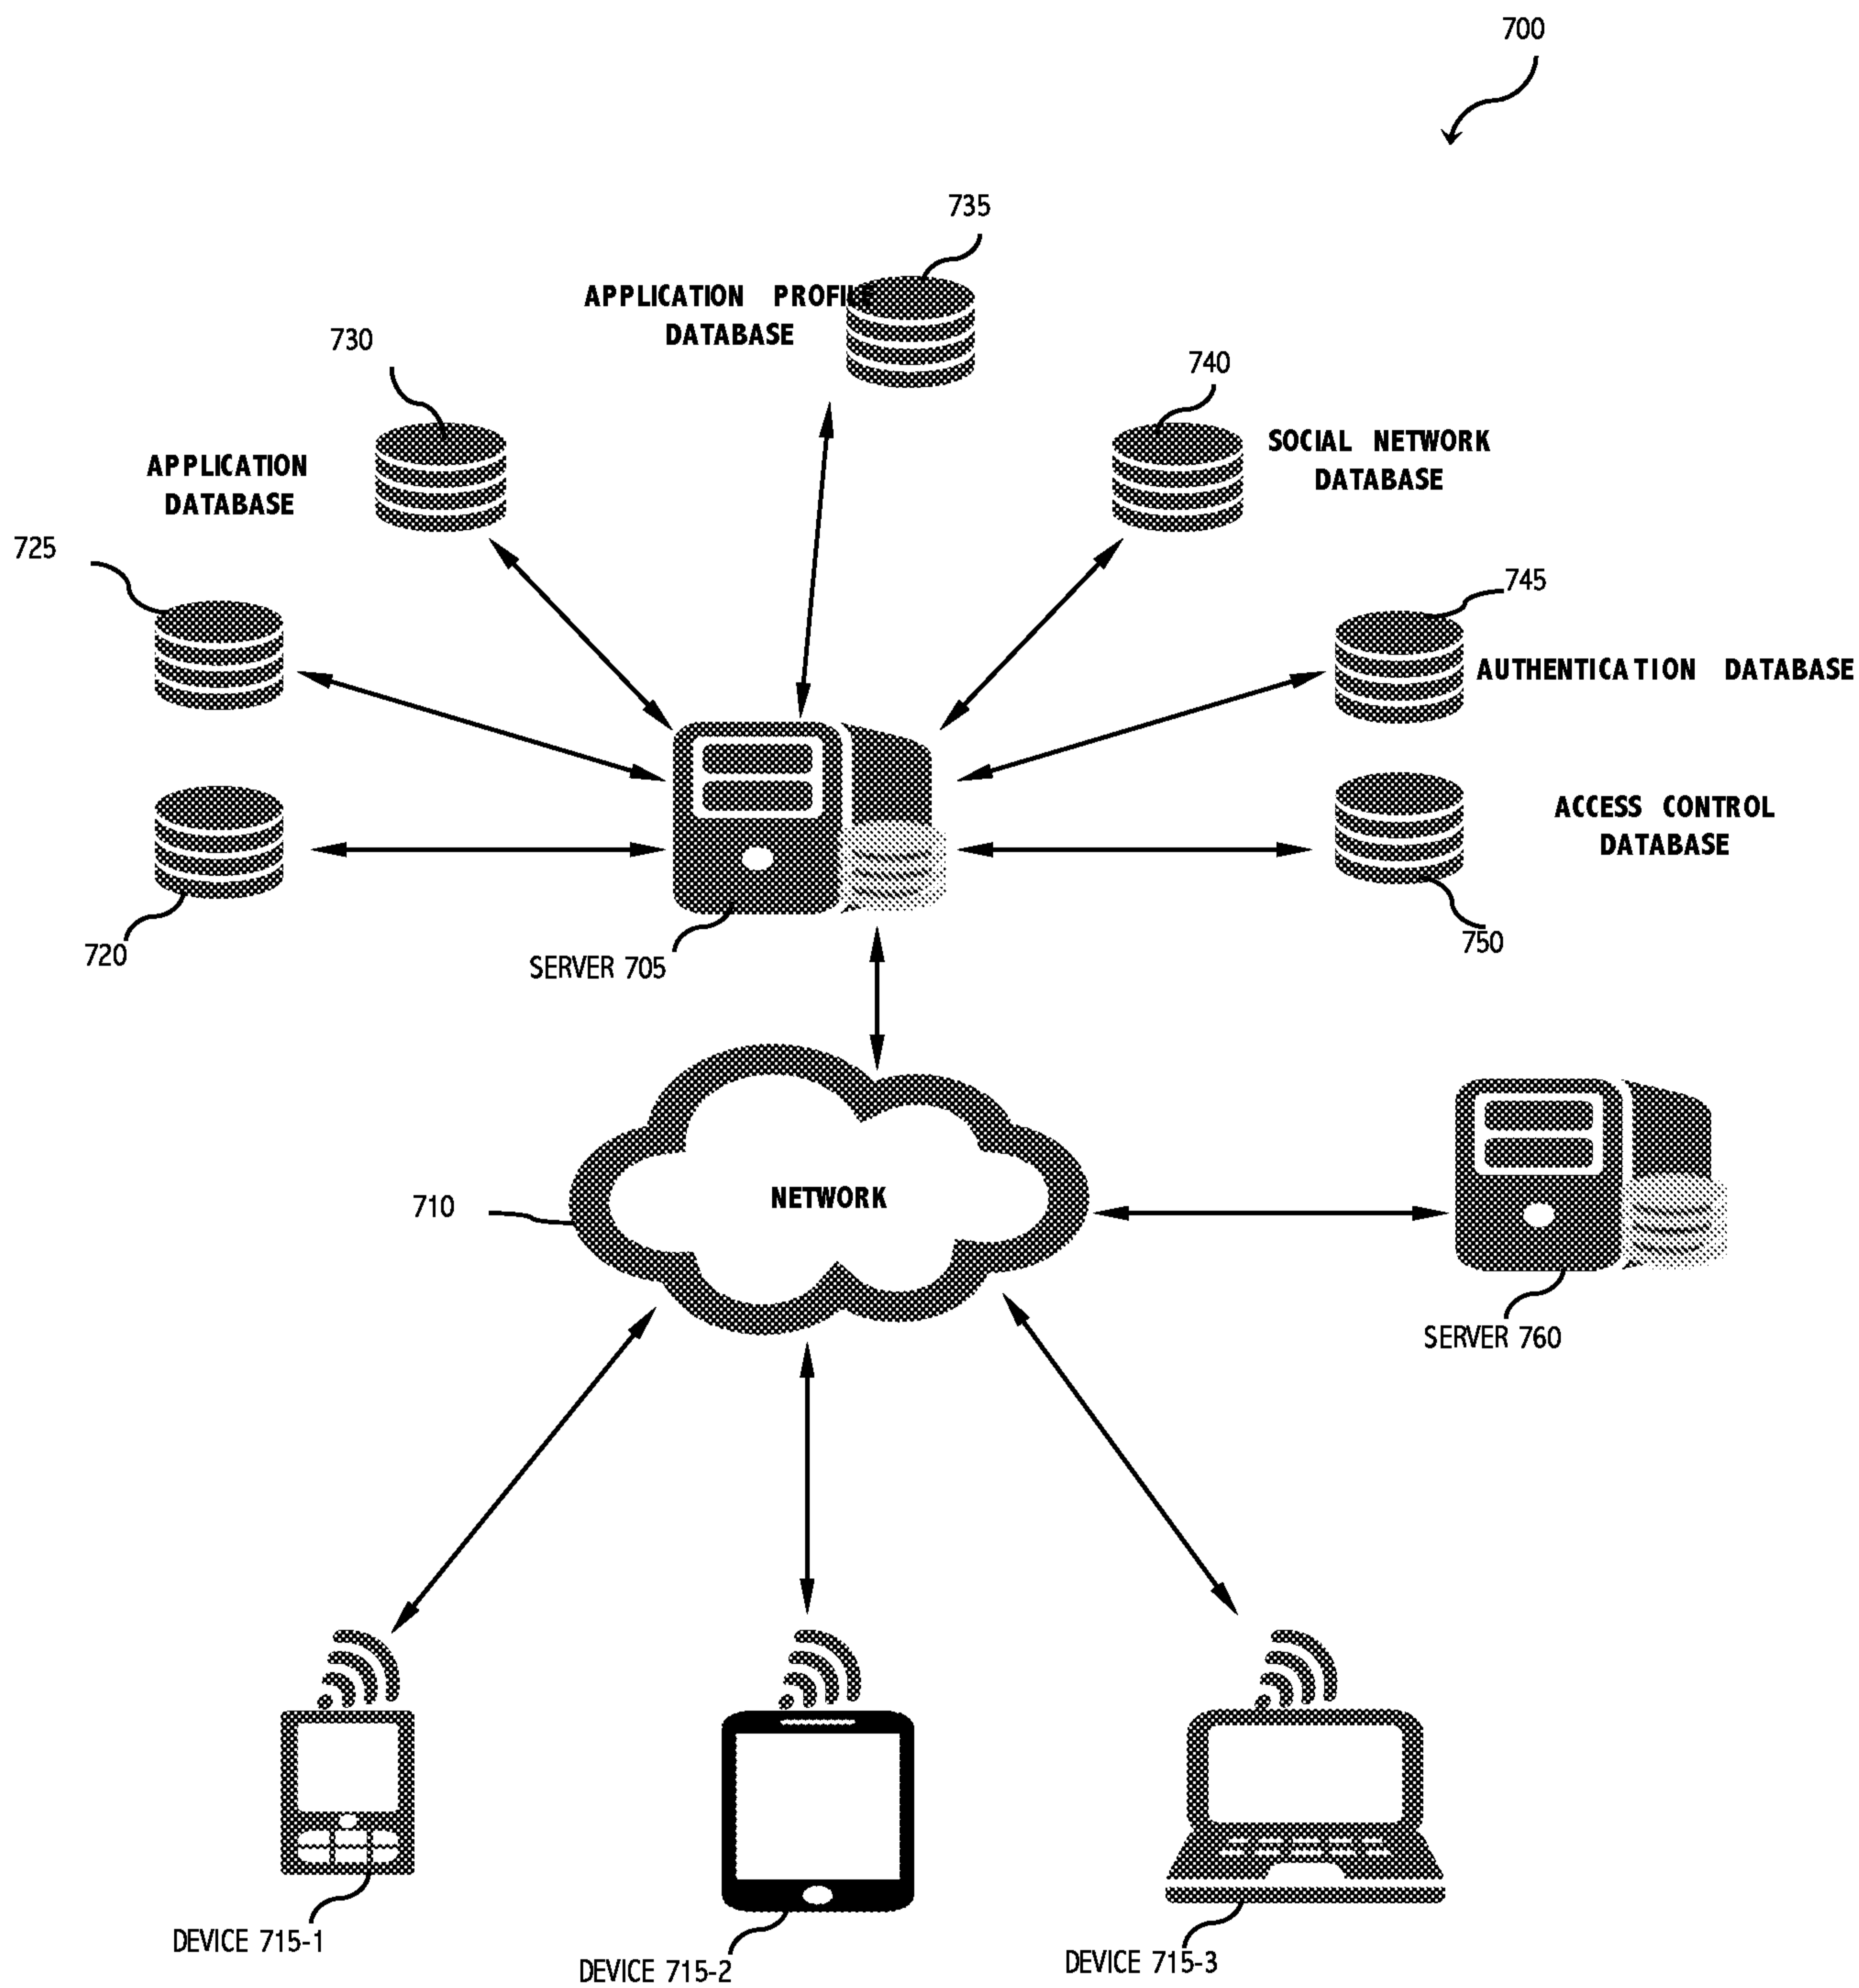 700
735
APPLICATION PROFILE
DATABASE
730
740
SOCIAL NETWORK
DATABASE
APPLICATION
DATABASE
725
745
AUTHENTICATION DATABASE
ACCESS CONTROL
DATABASE
720
SERVER 705
750
710
NETWORK
SERVER 760
DEVICE 715-1
DEVICE 715-2
DEVICE 715-3